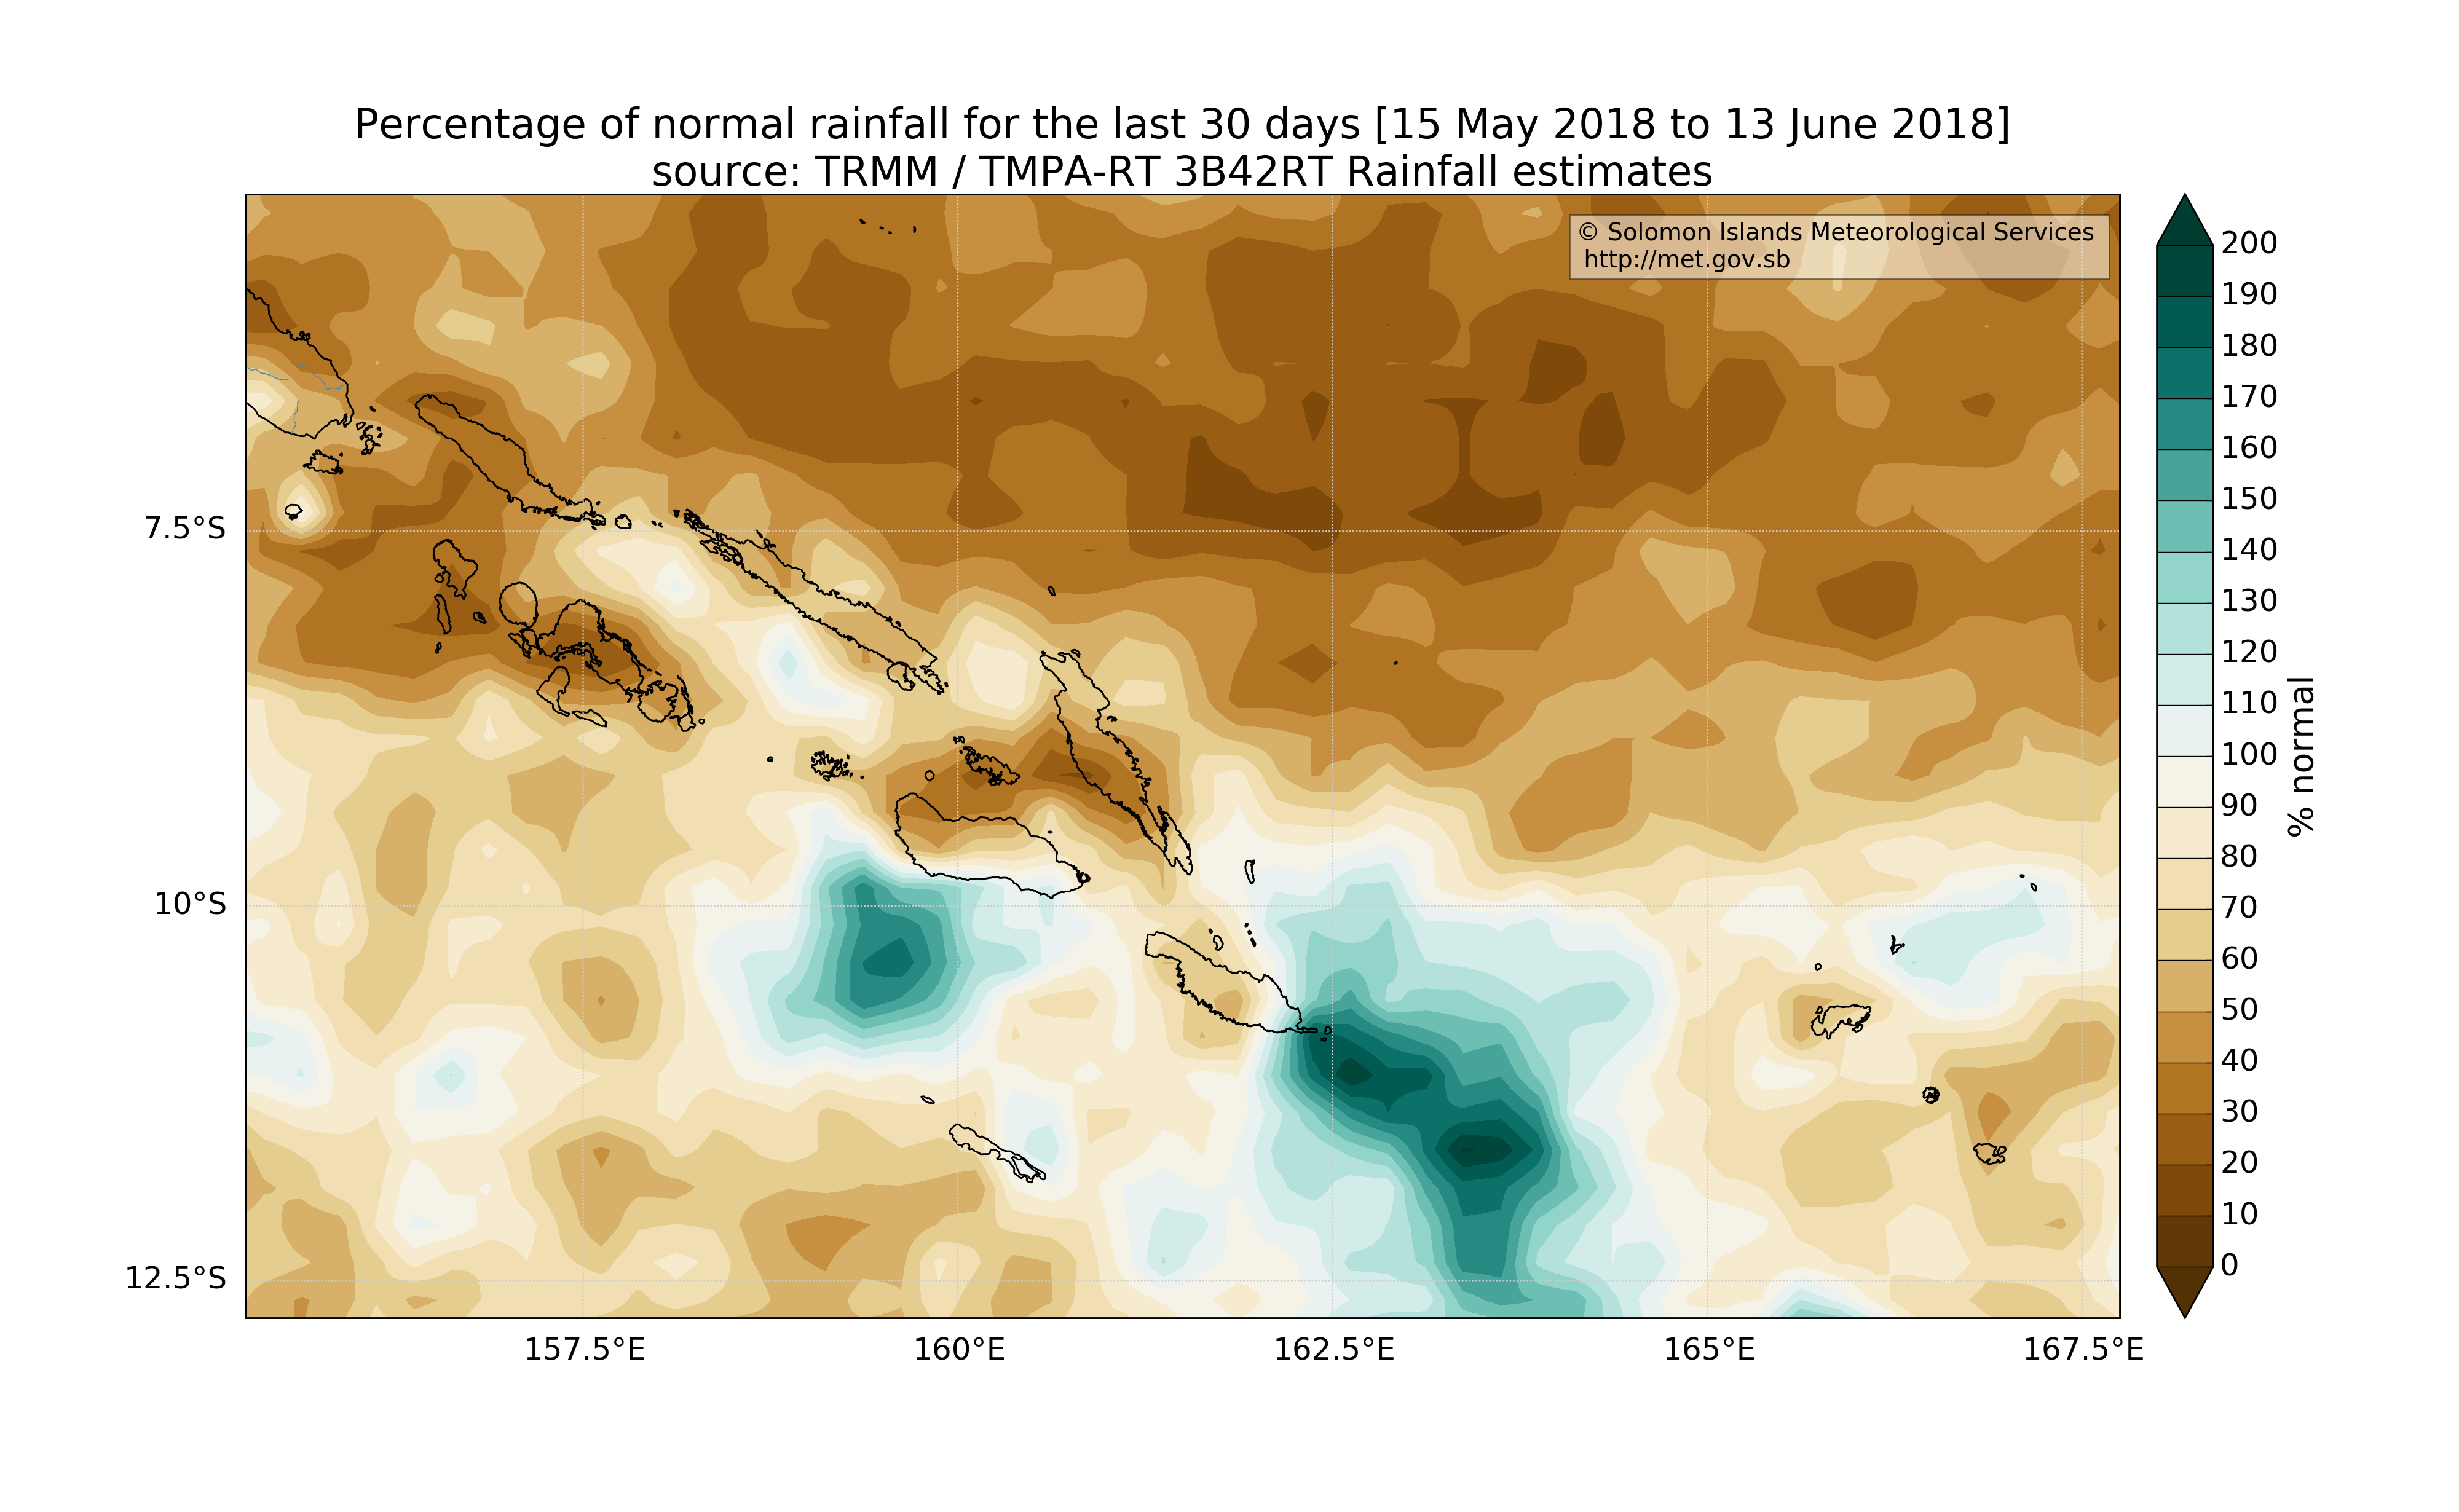 Percentage of normal rainfall for the last 30 days [15 May 2018 to 13 June 2018]
source: TRMM / TMPA-RT 3B42RT Rainfall estimates
© Solomon Islands Meteorological Services
http://met.gov.sb
7.5°S
10°S
12.5°S
157.5°E
160°E
162.5°E
165°E
167.5°E
200
190
180
170
160
150
140
130
120
110
100
90
80
70
60
50
40
30
20
10
0
% normal